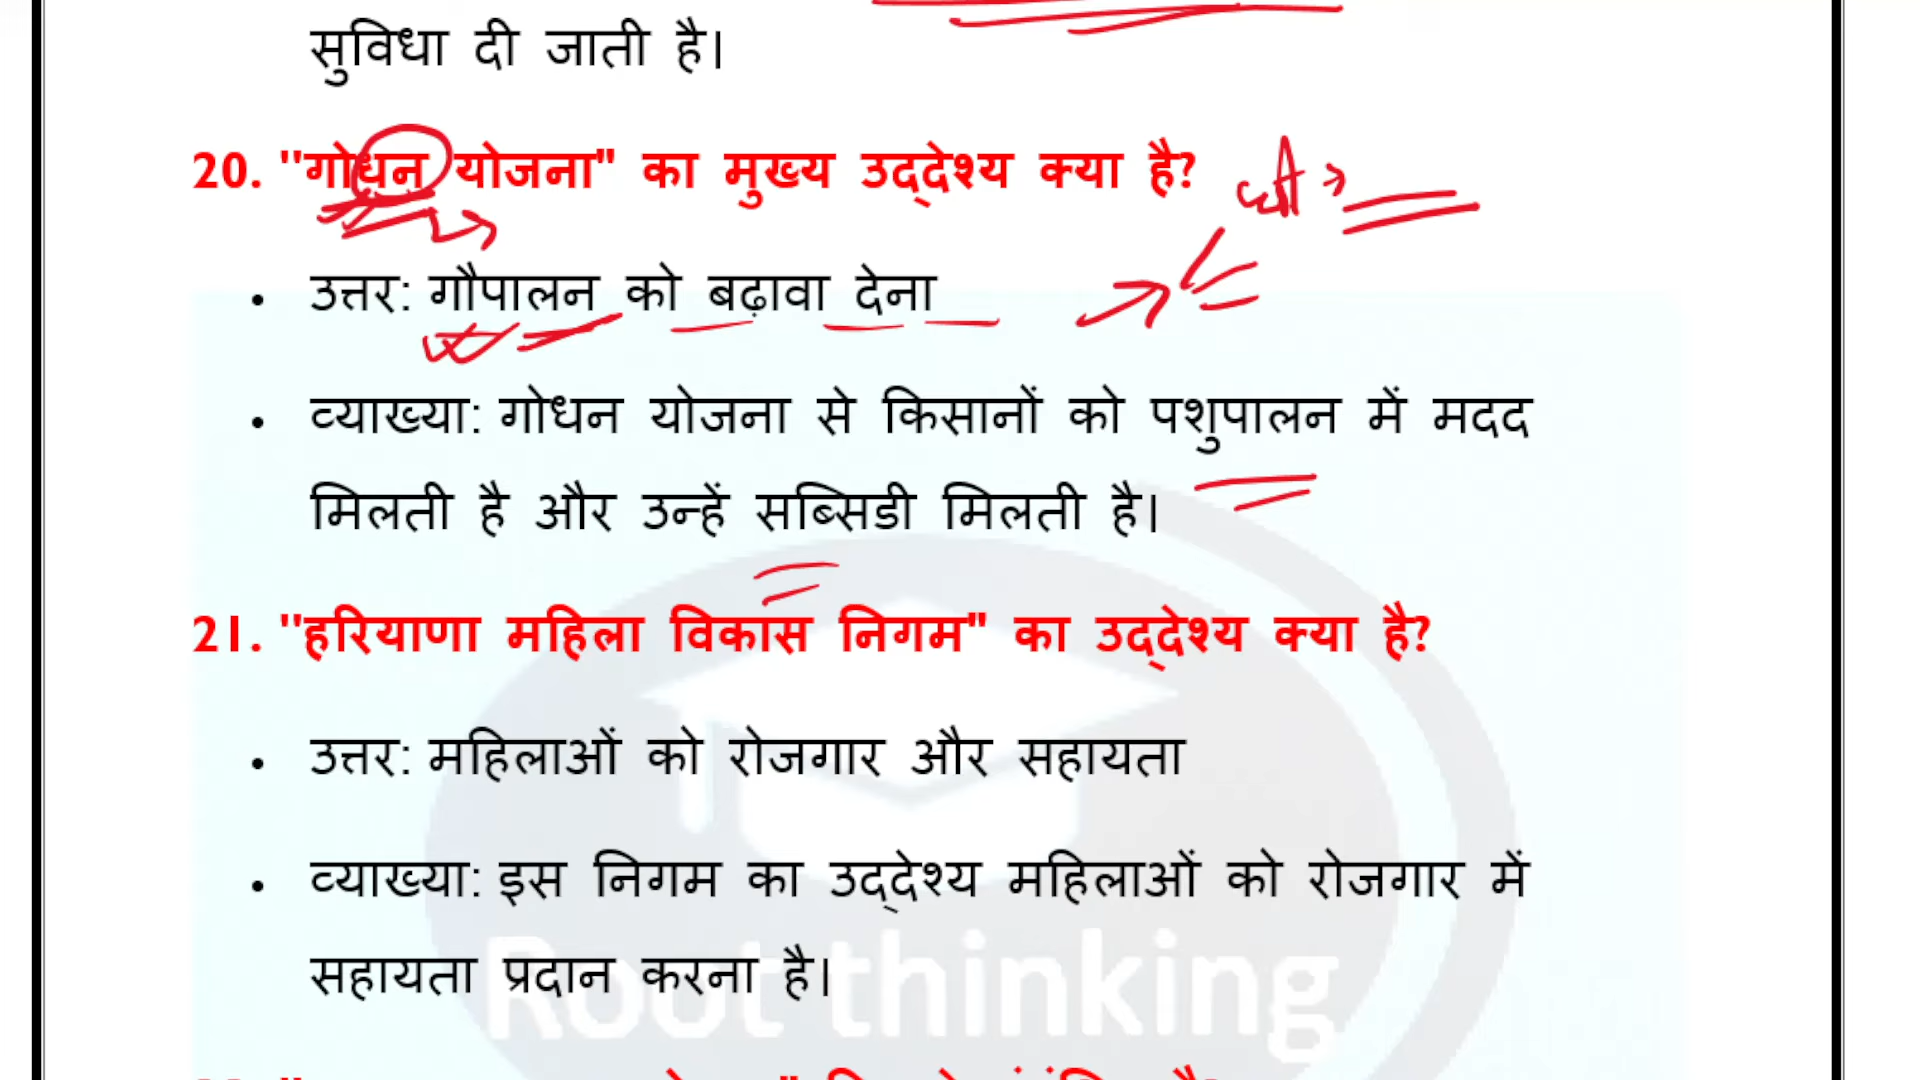 सुविधा दी जाती है।
20. "गोधन योजना" का मुख्य उद्देश्य क्या है?
• उत्तर: गौपालन को बढ़ावा देना
• व्याख्या: गोधन योजना से किसानों को पशुपालन में मदद
मिलती है और उन्हें सब्सिडी मिलती है।
21. "हरियाणा महिला विकास निगम" का उद्देश्य क्या है?
• उत्तर: महिलाओं को रोजगार और सहायता
• व्याख्या: इस निगम का उद्देश्य महिलाओं को रोजगार में
सहायता प्रदान करना है।
Root thinking